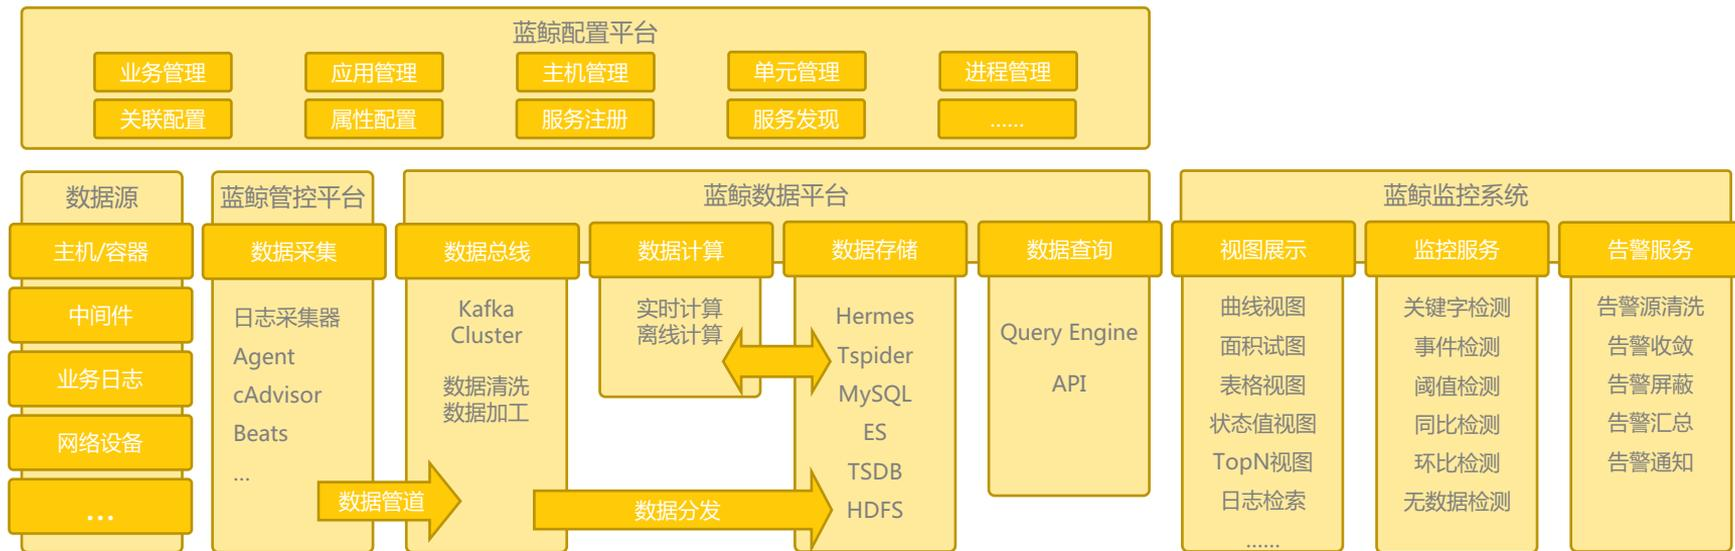 蓝鲸配置平台
业务管理
应用管理
主机管理
单元管理
进程管理
关联配置
属性配置
服务注册
服务发现
......
数据源
主机/容器
中间件
业务日志
网络设备
...
蓝鲸管控平台
数据采集
日志采集器
Agent
cAdvisor
Beats
...
数据管道
蓝鲸数据平台
数据总线
Kafka
Cluster
数据清洗
数据加工
数据分发
数据计算
实时计算
离线计算
数据存储
Hermes
Tspider
MySQL
ES
TSDB
HDFS
数据查询
Query Engine
API
蓝鲸监控系统
视图展示
曲线视图
面积试图
表格视图
状态值视图
TopN视图
日志检索
......
监控服务
关键字检测
事件检测
阈值检测
同比检测
环比检测
无数据检测
告警服务
告警源清洗
告警收敛
告警屏蔽
告警汇总
告警通知